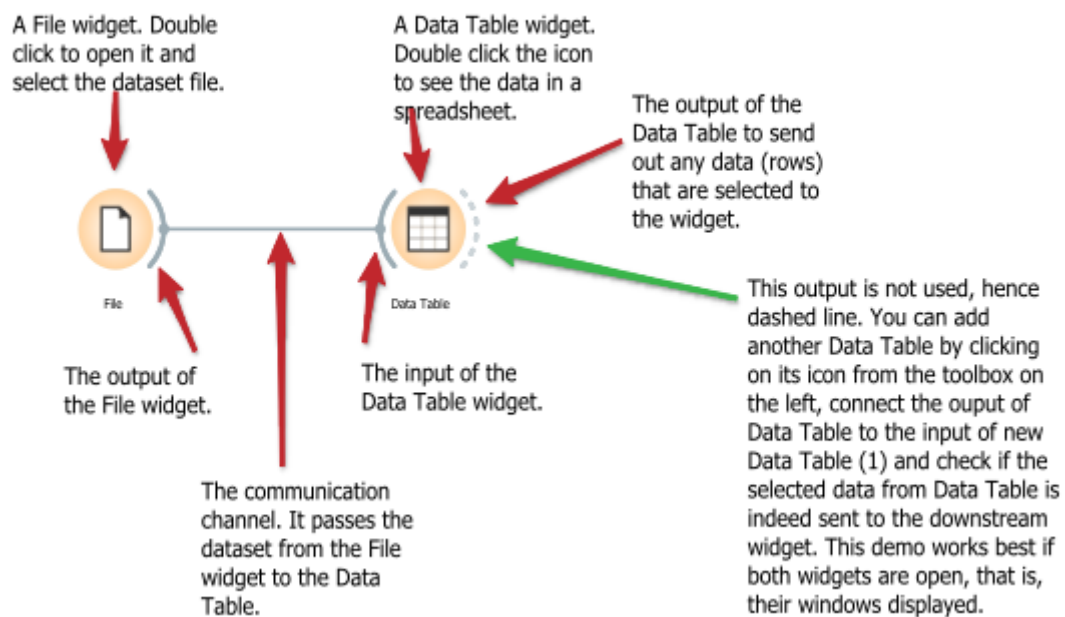 A File widget. Double
click to open it and
select the dataset file.
A Data Table widget.
Double click the icon
to see the data in a
spreadsheet.
The output of the
Data Table to send
out any data (rows)
that are selected to
the widget.
File
Data Table
This output is not used, hence
dashed line. You can add
another Data Table by clicking
on its icon from the toolbox on
the left, connect the ouput of
Data Table to the input of new
Data Table (1) and check if the
selected data from Data Table is
indeed sent to the downstream
widget. This demo works best if
both widgets are open, that is,
their windows displayed.
The output of
the File widget.
The input of the
Data Table widget.
The communication
channel. It passes the
dataset from the File
widget to the Data
Table.